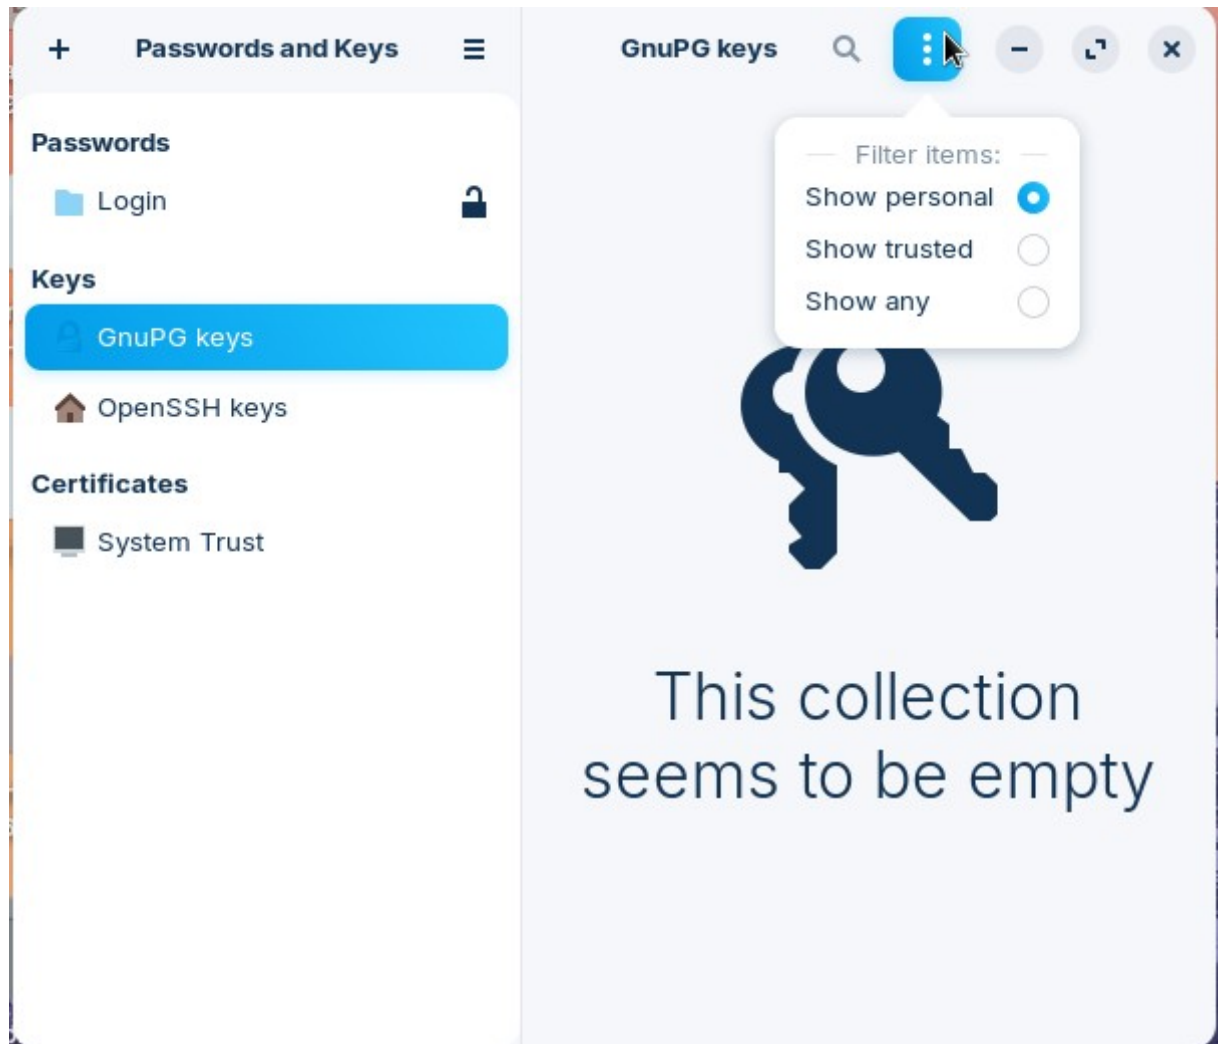 Passwords and Keys
Passwords
Login
Keys
GnuPG keys
OpenSSH keys
Certificates
System Trust
GnuPG keys
Filter items:
Show personal
Show trusted
Show any
This collection
seems to be empty